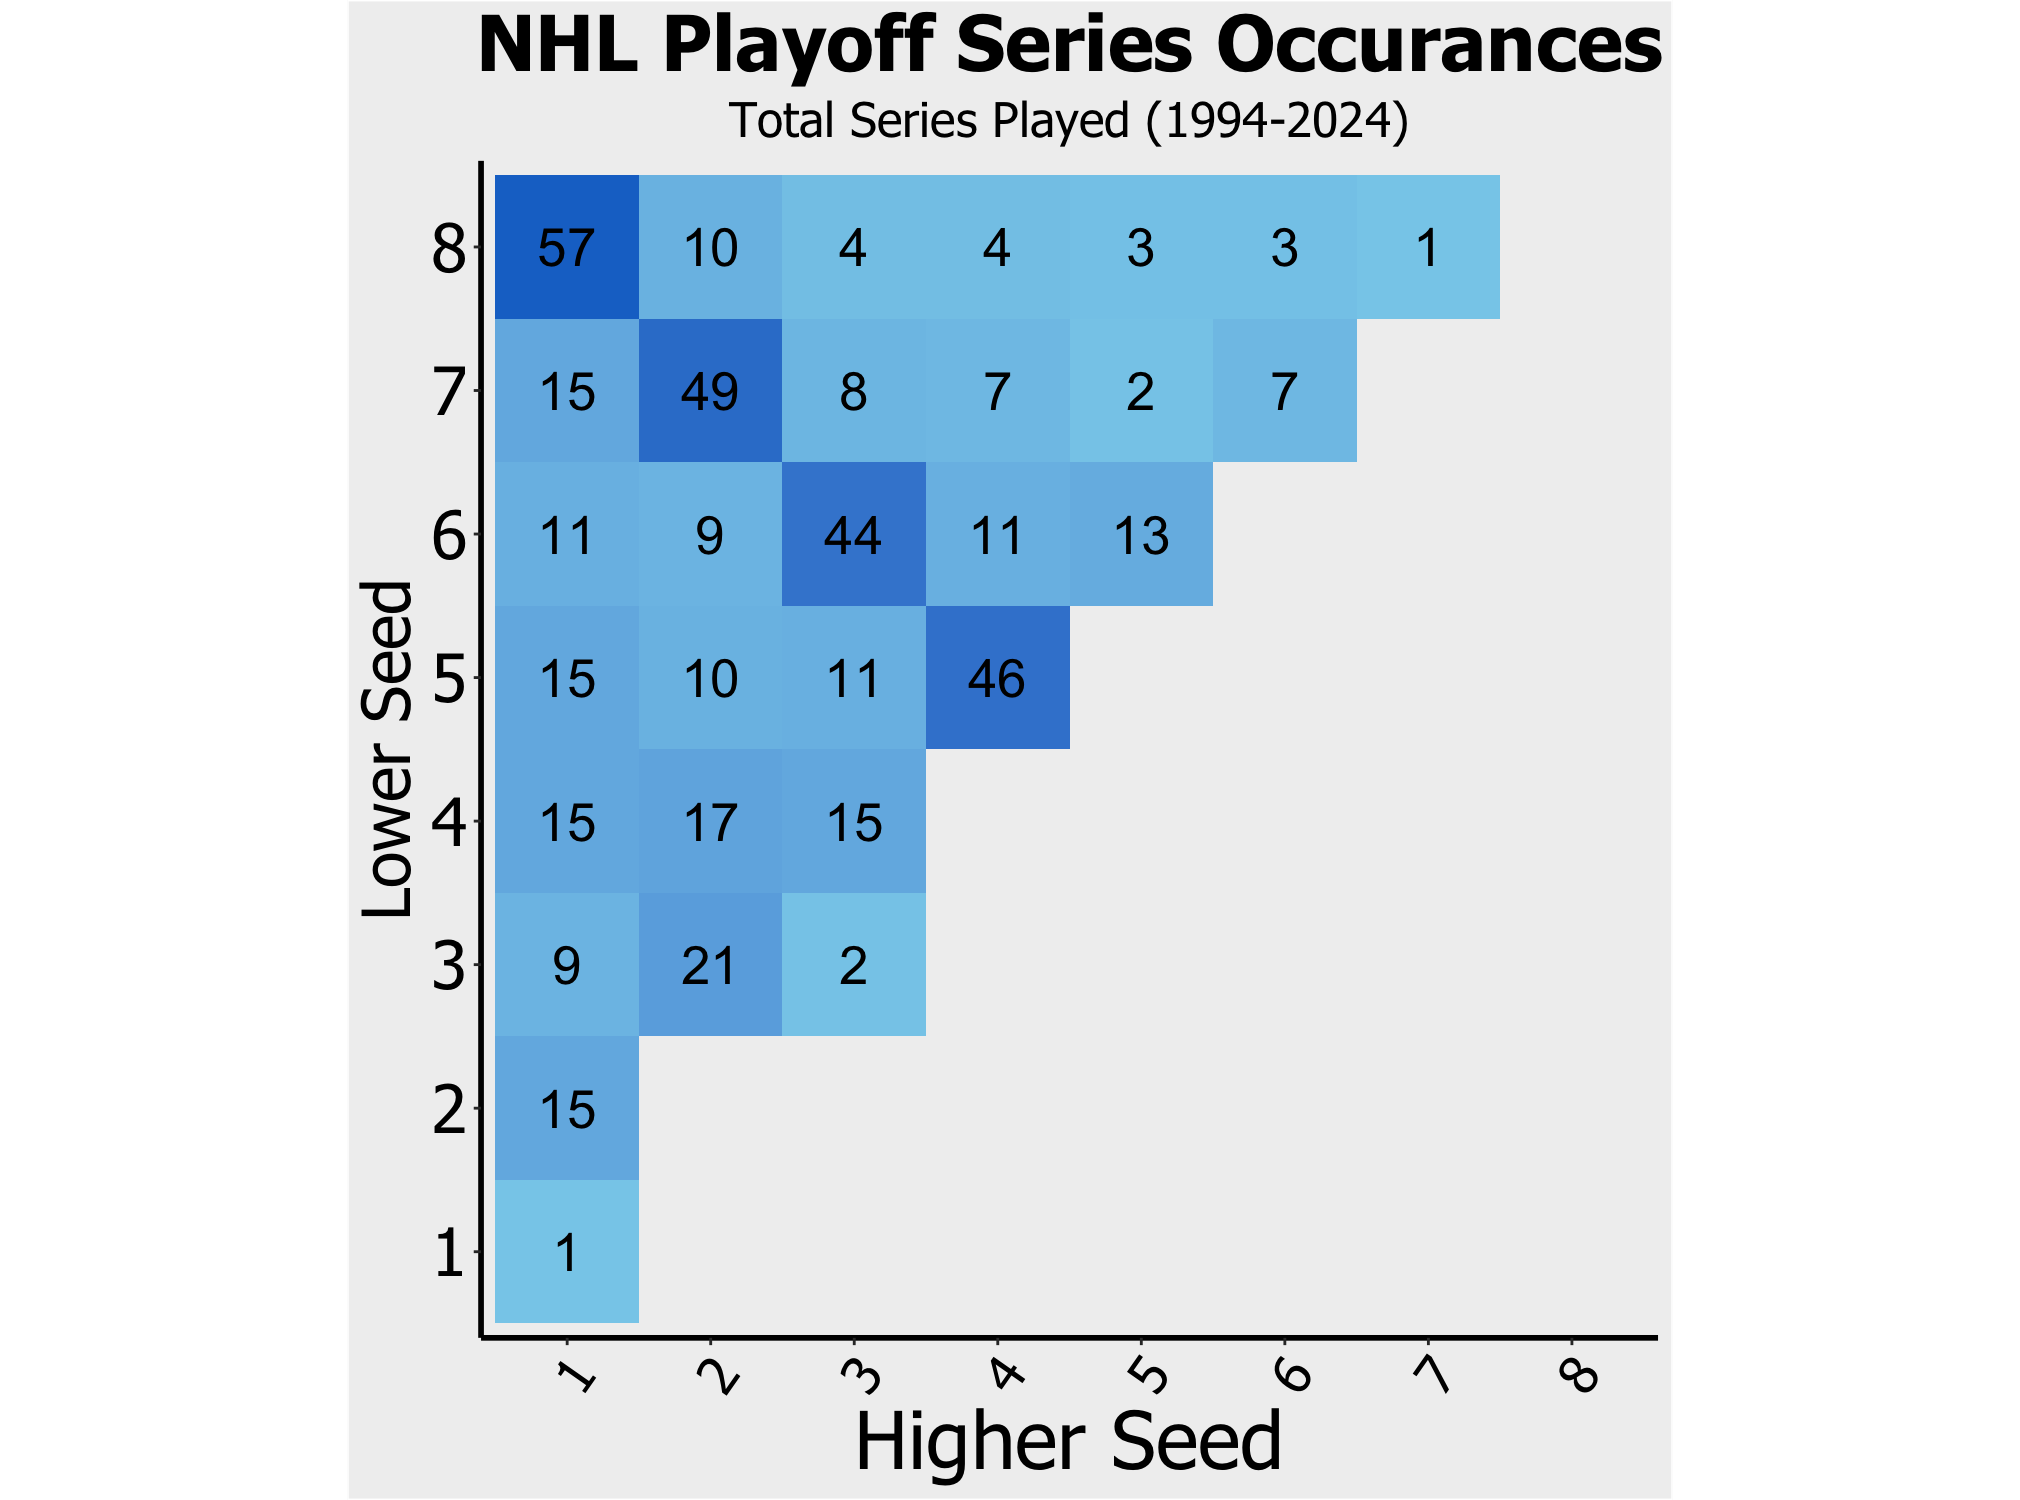 NHL Playoff Series Occurances
Total Series Played (1994-2024)
8 57 10 4 4 3 3 1
7 15 49 8 7 2 7
6 11 9 44 11 13
5 15 10 11 46
4 15 17 15
3 9 21 2
2 15
1 1
Lower Seed
1 2 3 4 5 6 7 8
Higher Seed